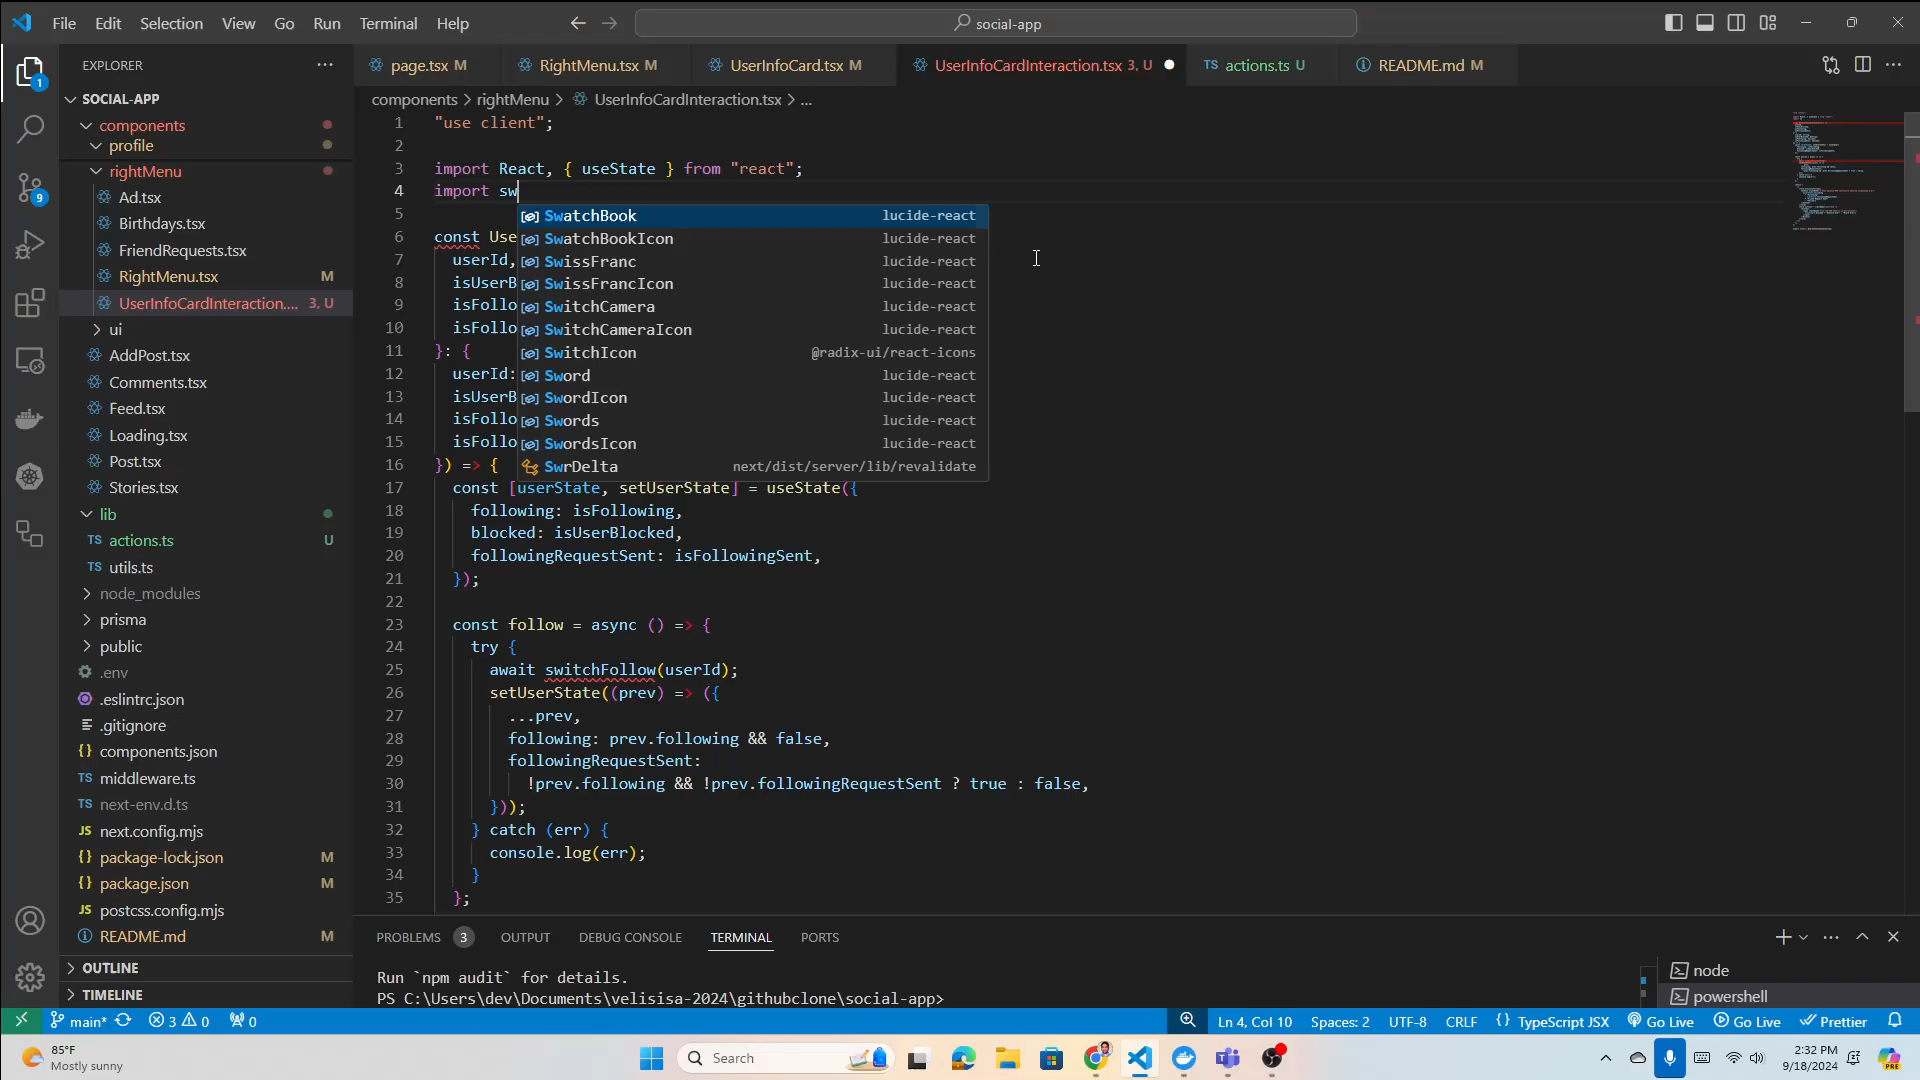 File Edit Selection View Go Run Terminal Help
social-app
EXPLORER
SOCIAL-APP
components
profile
rightMenu
Ad.tsx
Birthdays.tsx
FriendRequests.tsx
RightMenu.tsx M
UserInfoCardInteraction.... 3, U
ui
AddPost.tsx
Comments.tsx
Feed.tsx
Loading.tsx
Post.tsx
Stories.tsx
lib
TS actions.ts U
TS utils.ts
node_modules
prisma
public
.env
.eslintrc.json
.gitignore
{} components.json
TS middleware.ts
TS next-env.d.ts
JS next.config.mjs
{} package-lock.json M
{} package.json M
JS postcss.config.mjs
README.md M
OUTLINE
TIMELINE
1
9
page.tsx M RightMenu.tsx M UserInfoCard.tsx M UserInfoCardInteraction.tsx 3, U TS actions.ts U README.md M
components > rightMenu > UserInfoCardInteraction.tsx > ...
1 "use client";
2
3 import React, { useState } from "react";
4 import sw
5
6 const Use
7 userId,
8 isUserB
9 isFollo
10 isFollo
11 }: {
12 userId:
13 isUserB
14 isFollo
15 isFollo
16 }) => {
17 const [userState, setUserState] = useState({
18 following: isFollowing,
19 blocked: isUserBlocked,
20 followingRequestSent: isFollowingSent,
21 });
22
23 const follow = async () => {
24 try {
25 await switchFollow(userId);
26 setUserState((prev) => ({
27 ...prev,
28 following: prev.following && false,
29 followingRequestSent:
30 !prev.following && !prev.followingRequestSent ? true : false,
31 }));
32 } catch (err) {
33 console.log(err);
34 }
35 };
SwatchBook lucide-react
SwatchBookIcon lucide-react
SwissFranc lucide-react
SwissFrancIcon lucide-react
SwitchCamera lucide-react
SwitchCameraIcon lucide-react
SwitchIcon @radix-ui/react-icons
Sword lucide-react
SwordIcon lucide-react
Swords lucide-react
SwordsIcon lucide-react
SwrDelta next/dist/server/lib/revalidate
PROBLEMS 3 OUTPUT DEBUG CONSOLE TERMINAL PORTS
Run `npm audit` for details.
PS C:\Users\dev\Documents\velisisa-2024\githubclone\social-app>
node
powershell
main* 3 0 0 Ln 4, Col 10 Spaces: 2 UTF-8 CRLF {} TypeScript JSX Go Live Go Live Prettier
85°F
Mostly sunny
Search
2:32 PM
9/18/2024
PRE